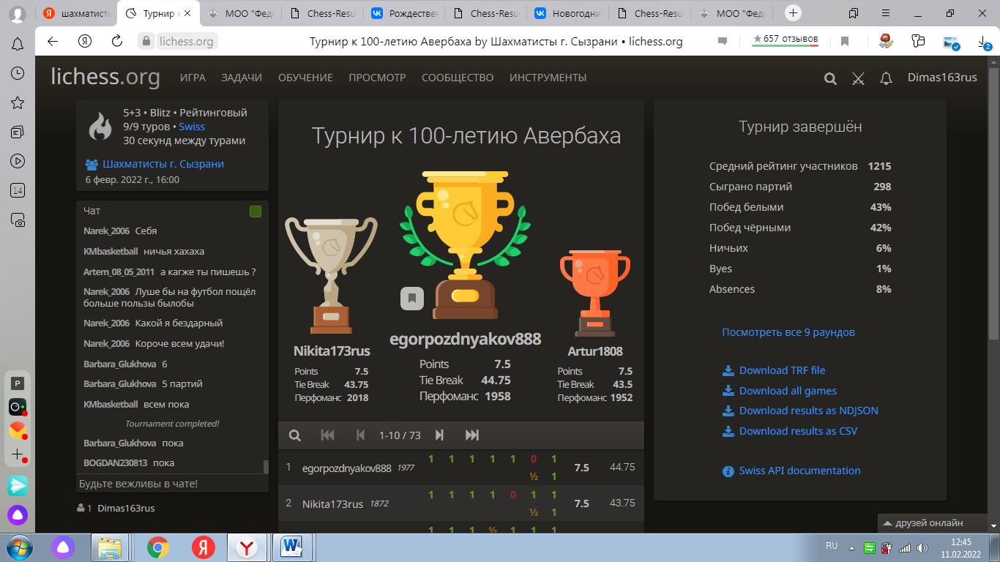 шахматисть
Турнир к
МОО "Феде
Chess-Resu
Рождествен
Chess-Resu
Новогодни
Chess-Resu
МОО "Феде
lichess.org
Турнир к 100-летию Авербаха by Шахматисты г. Сызрани • lichess.org
657 отзывов
2
lichess.org
ИГРА
ЗАДАЧИ
ОБУЧЕНИЕ
ПРОСМОТР
СООБЩЕСТВО
ИНСТРУМЕНТЫ
Dimas163rus
14
5+3 • Blitz • Рейтинговый
9/9 туров • Swiss
30 секунд между турами
Шахматисты г. Сызрани
6 февр. 2022 г., 16:00
Чат
Narek_2006 Себя
KMbasketball ничья хахаха
Artem_08_05_2011 а кагже ты пишешь ?
Narek_2006 Луше бы на футбол пощёл
больше пользы былобы
Narek_2006 Какой я бездарный
Narek_2006 Короче всем удачи!
Barbara_Glukhova 6
Barbara_Glukhova 5 партий
KMbasketball всем пока
Tournament completed!
Barbara_Glukhova пока
BOGDAN230813 пока
Будьте вежливы в чате!
1 Dimas163rus
Турнир к 100-летию Авербаха
Nikita173rus
Points 7.5
Tie Break 43.75
Перфоманс 2018
egorpozdnyakov888
Points 7.5
Tie Break 44.75
Перфоманс 1958
Artur1808
Points 7.5
Tie Break 43.5
Перфоманс 1952
1-10 / 73
1 egorpozdnyakov888 1977 1 1 1 1 1 0 1 7.5 44.75
½ 1
2 Nikita173rus 1872 1 1 1 1 0 1 1 7.5 43.75
½ 1
1 1 1 ½ 1 1 1
Турнир завершён
Средний рейтинг участников 1215
Сыграно партий 298
Побед белыми 43%
Побед чёрными 42%
Ничьих 6%
Byes 1%
Absences 8%
Посмотреть все 9 раундов
Download TRF file
Download all games
Download results as NDJSON
Download results as CSV
Swiss API documentation
друзей онлайн
P
RU
12:45
11.02.2022